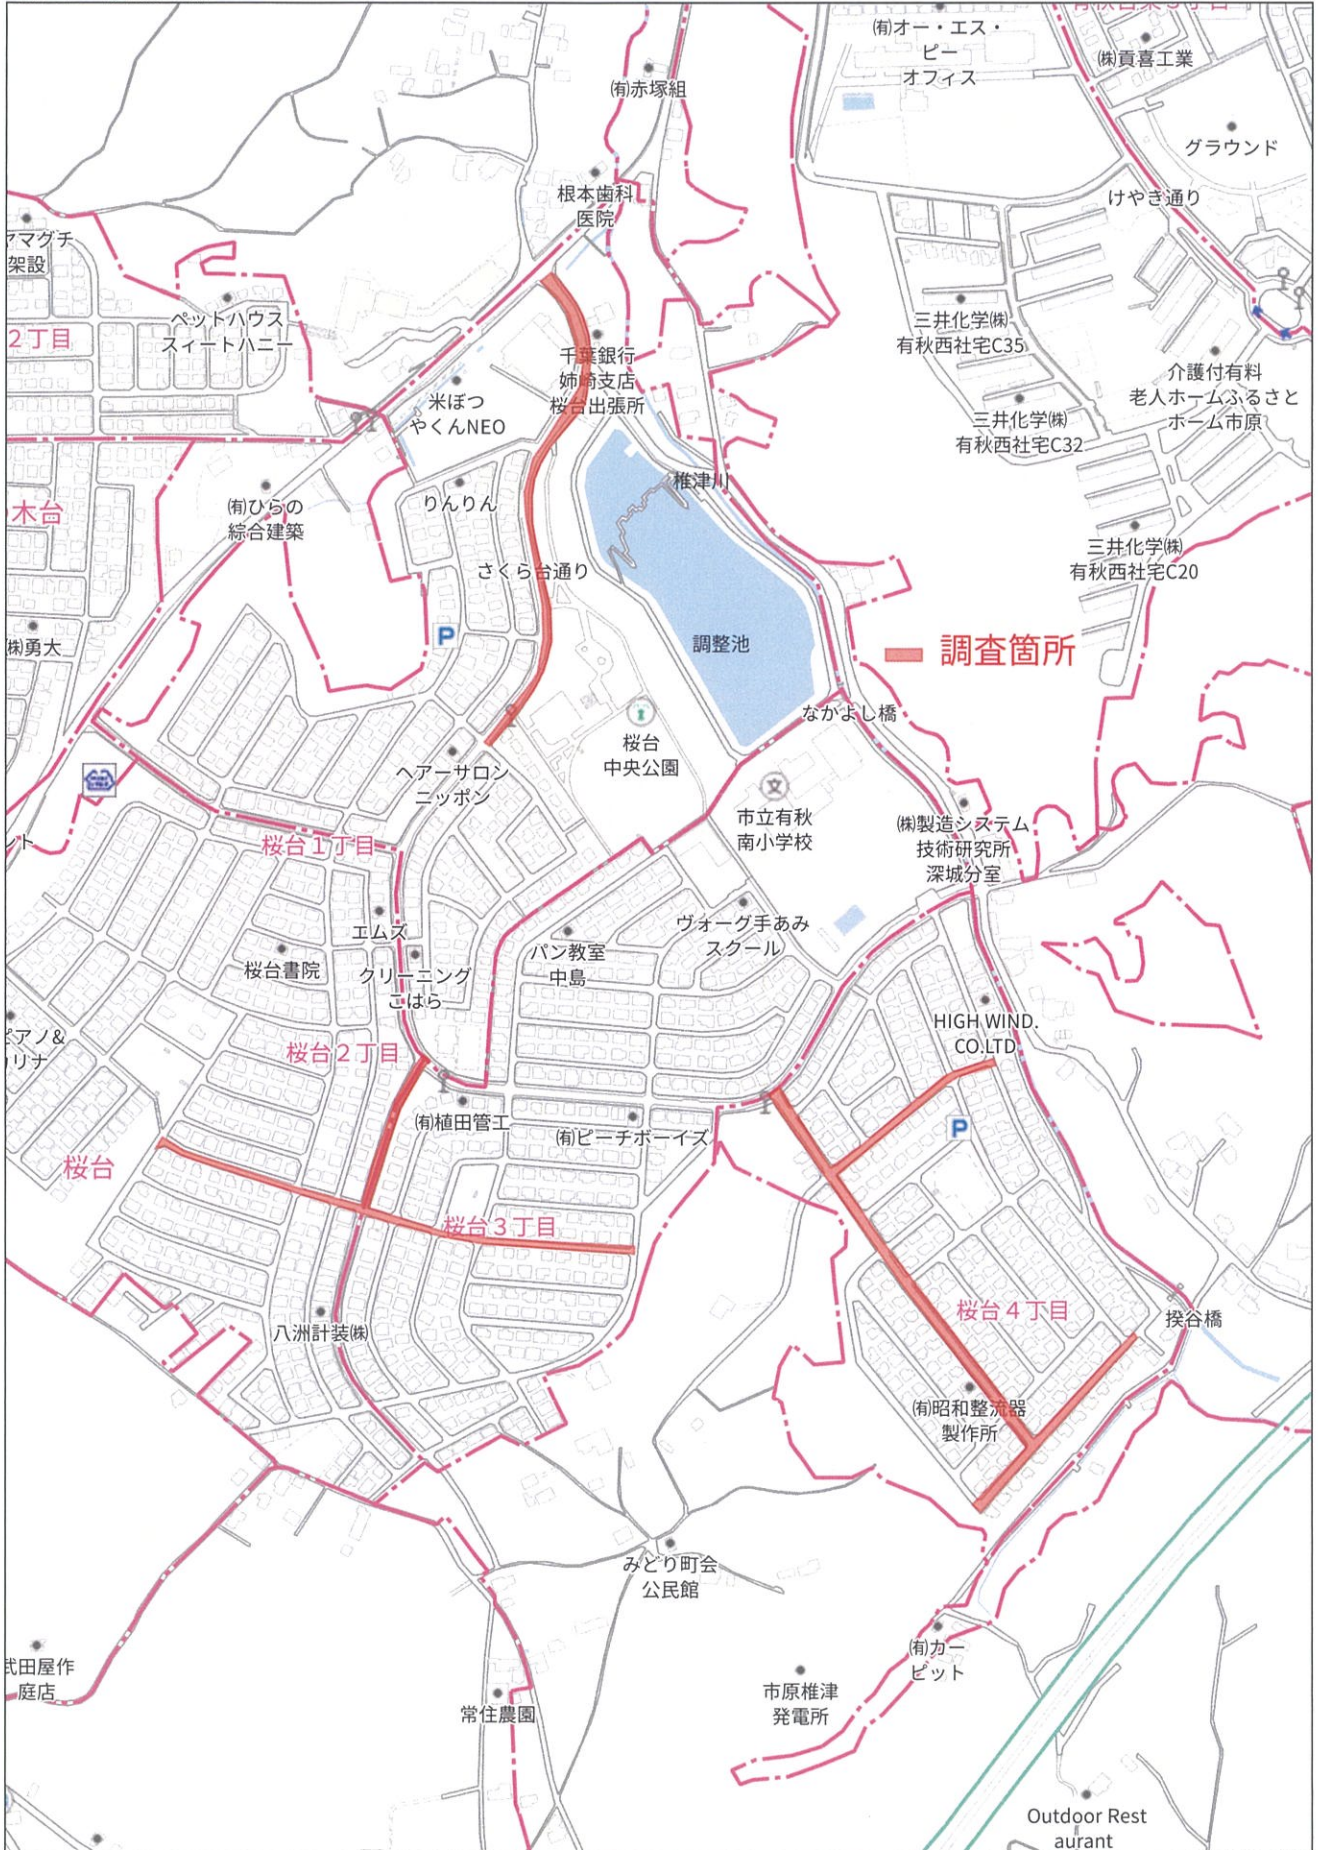 ㈲オー・エス・
ピー
オフィス
㈱貢喜工業
㈲赤塚組
グラウンド
根本歯科
医院
けやき通り
ヤマグチ
架設
ペットハウス
スィートハニー
2丁目
三井化学㈱
有秋西社宅C35
千葉銀行
姉崎支店
桜台出張所
介護付有料
老人ホームふるさと
ホーム市原
米ぼつ
やくんNEO
三井化学㈱
有秋西社宅C32
椎津川
りんりん
㈲ひらの
綜合建築
木台
三井化学㈱
有秋西社宅C20
さくら台通り
P
㈱勇大
調整池
調査箇所
なかよし橋
桜台
中央公園
ヘアーサロン
ニッポン
文
市立有秋
南小学校
㈱製造システム
技術研究所
深城分室
ント
桜台1丁目
エムズ
ヴォーグ手あみ
スクール
パン教室
中島
桜台書院
クリーニング
こはら
HIGH WIND.
CO.LTD
ピアノ&
リナ
桜台2丁目
㈲植田管工
㈲ピーチボーイズ
P
桜台
桜台3丁目
桜台4丁目
揆谷橋
八洲計装㈱
㈲昭和整流器
製作所
みどり町会
公民館
㈲カー
ピット
武田屋作
庭店
市原椎津
発電所
常住農園
Outdoor Rest
aurant